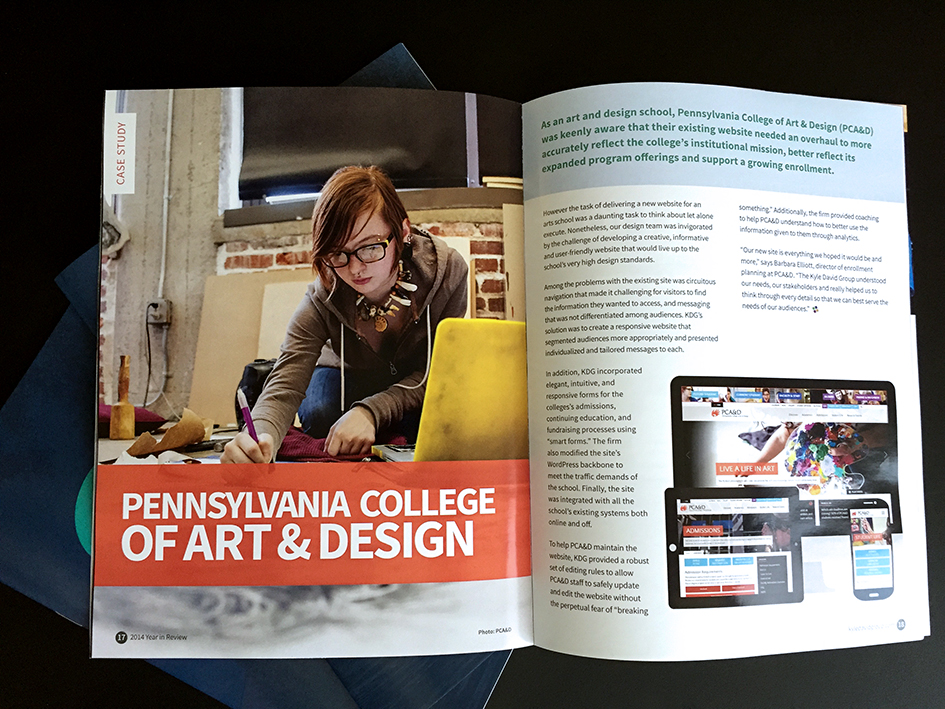 CASE STUDY
PENNSYLVANIA COLLEGE
OF ART & DESIGN
17 2014 Year in Review
Photo: PCA&D
As an art and design school, Pennsylvania College of Art & Design (PCA&D)
was keenly aware that their existing website needed an overhaul to more
accurately reflect the college's institutional mission, better reflect its
expanded program offerings and support a growing enrollment.
However the task of delivering a new website for an
arts school was a daunting task to think about let alone
execute. Nonetheless, our design team was invigorated
by the challenge of developing a creative, informative
and user-friendly website that would live up to the
school's very high design standards.
Among the problems with the existing site was circuitous
navigation that made it challenging for visitors to find
the information they wanted to access, and messaging
that was not differentiated among audiences. KDG's
solution was to create a responsive website that
segmented audiences more appropriately and presented
individualized and tailored messages to each.
In addition, KDG incorporated
elegant, intuitive, and
responsive forms for the
colleges's admissions,
continuing education, and
fundraising processes using
"smart forms." The firm
also modified the site's
WordPress backbone to
meet the traffic demands of
the school. Finally, the site
was integrated with all the
school's existing systems both
online and off.
To help PCA&D maintain the
website, KDG provided a robust
set of editing rules to allow
PCA&D staff to safely update
and edit the website without
the perpetual fear of "breaking
something." Additionally, the firm provided coaching
to help PCA&D understand how to better use the
information given to them through analytics.
"Our new site is everything we hoped it would be and
more," says Barbara Elliott, director of enrollment
planning at PCA&D. "The Kyle David Group understood
our needs, our stakeholders and really helped us to
think through every detail so that we can best serve the
needs of our audiences."
PCA&D
LIVE A LIFE IN ART
PCA&D
ADMISSIONS
18